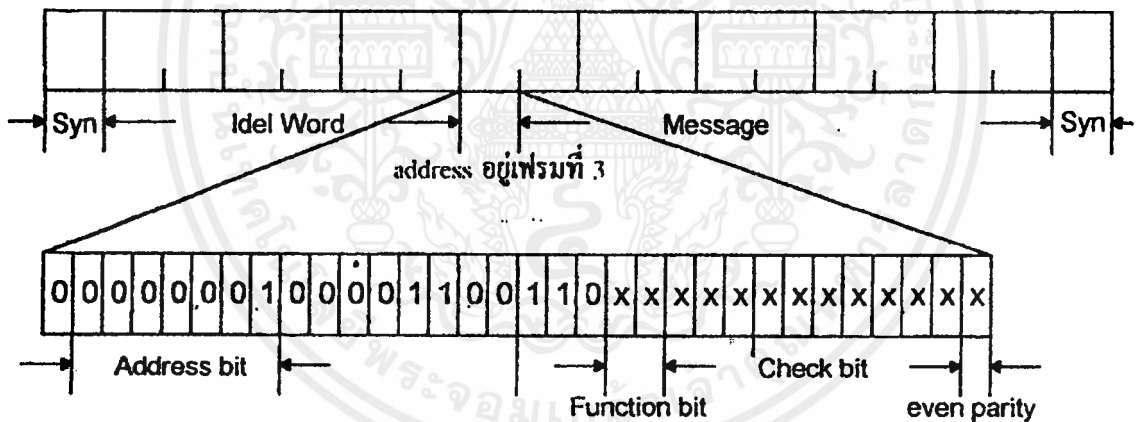 Syn Idel Word Message Syn
address อยู่เฟรมที่ 3
0 0 0 0 0 0 0 1 0 0 0 0 1 1 0 0 1 1 0 x x x x x x x x x x x x x
Address bit Check bit
Function bit even parity